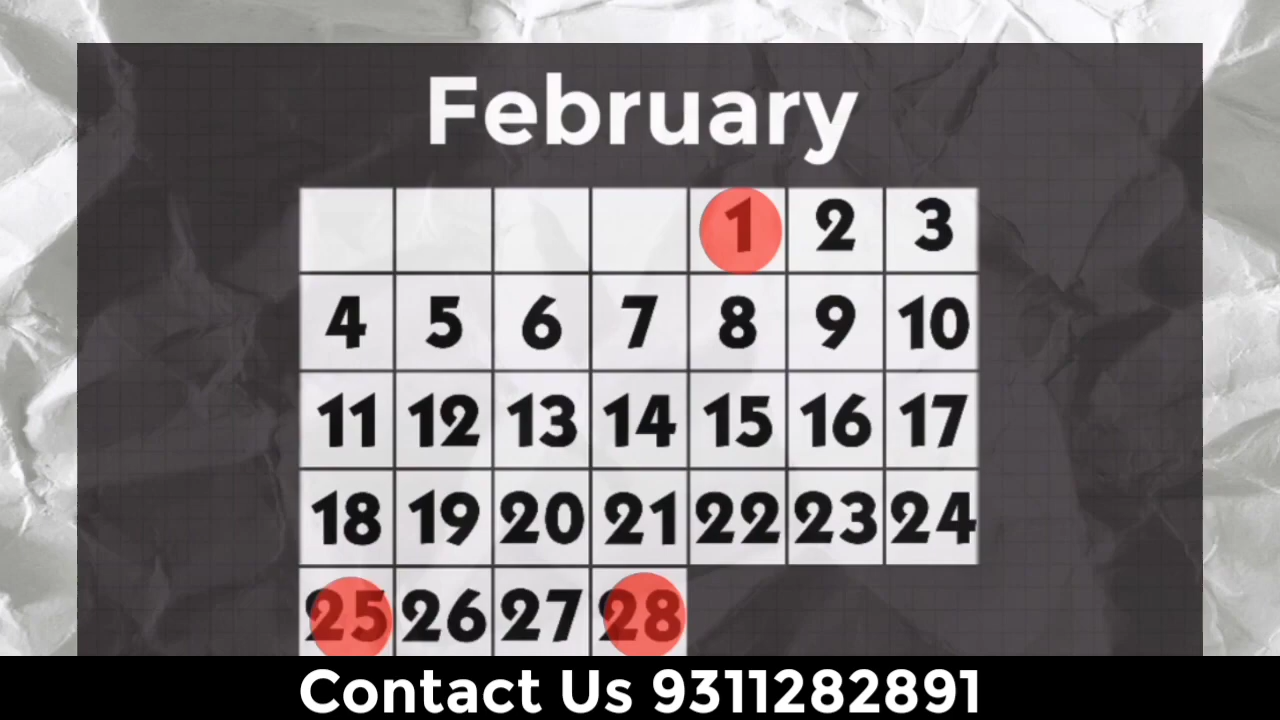 February
1 2 3
4 5 6 7 8 9 10
11 12 13 14 15 16 17
18 19 20 21 22 23 24
25 26 27 28
Contact Us 9311282891